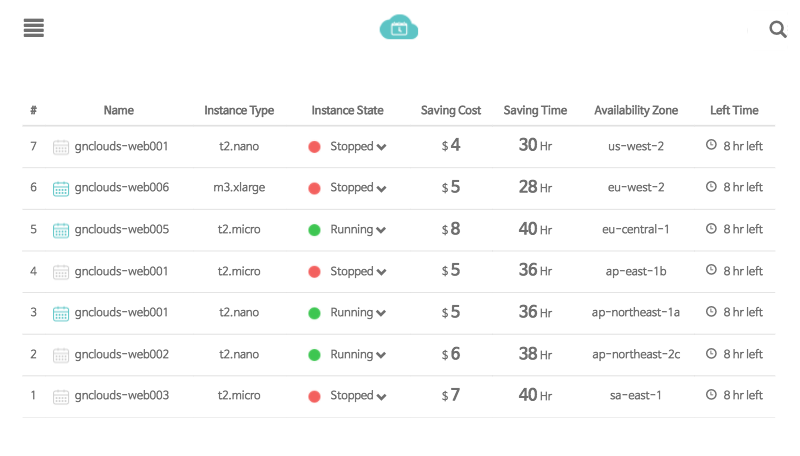 # Name Instance Type Instance State Saving Cost Saving Time Availability Zone Left Time
7 gnclouds-web001 t2.nano Stopped $ 4 30 Hr us-west-2 8 hr left
6 gnclouds-web006 m3.xlarge Stopped $ 5 28 Hr eu-west-2 8 hr left
5 gnclouds-web005 t2.micro Running $ 8 40 Hr eu-central-1 8 hr left
4 gnclouds-web001 t2.micro Stopped $ 5 36 Hr ap-east-1b 8 hr left
3 gnclouds-web001 t2.nano Running $ 5 36 Hr ap-northeast-1a 8 hr left
2 gnclouds-web002 t2.nano Running $ 6 38 Hr ap-northeast-2c 8 hr left
1 gnclouds-web003 t2.micro Stopped $ 7 40 Hr sa-east-1 8 hr left